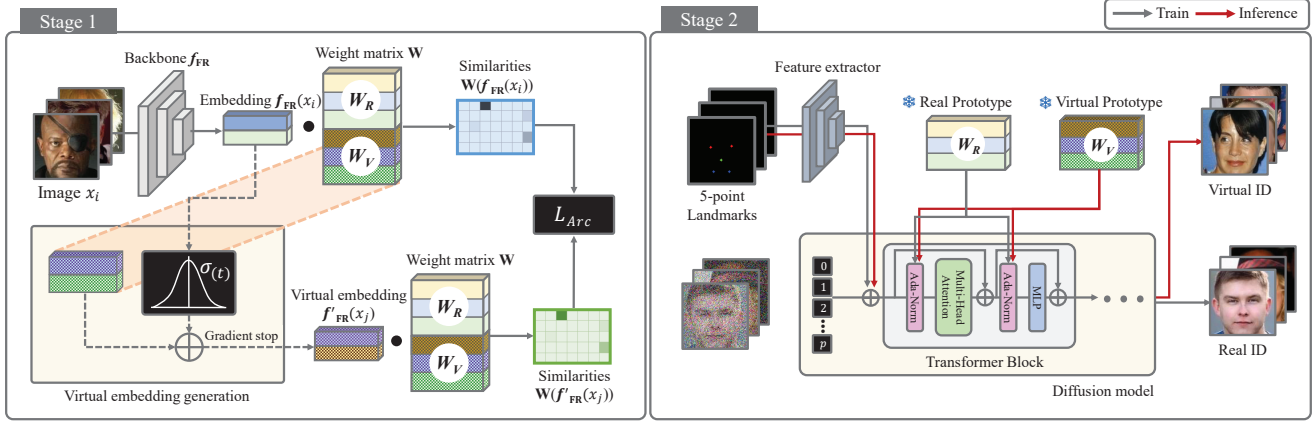 Stage 1
Stage 2
Train
Inference
Backbone f_FR
Weight matrix W
Similarities
W(f_FR(x_i))
Embedding f_FR(x_i)
W_R
W_V
Image x_i
L_Arc
σ_(t)
Gradient stop
Virtual embedding generation
Virtual embedding
f'_FR(x_j)
Weight matrix W
W_R
W_V
Similarities
W(f'_FR(x_j))
Feature extractor
Real Prototype
Virtual Prototype
W_R
W_V
5-point
Landmarks
0
1
2
p
Ada-Norm
Multi-Head
Attention
Ada-Norm
MLP
Transformer Block
Diffusion model
Virtual ID
Real ID